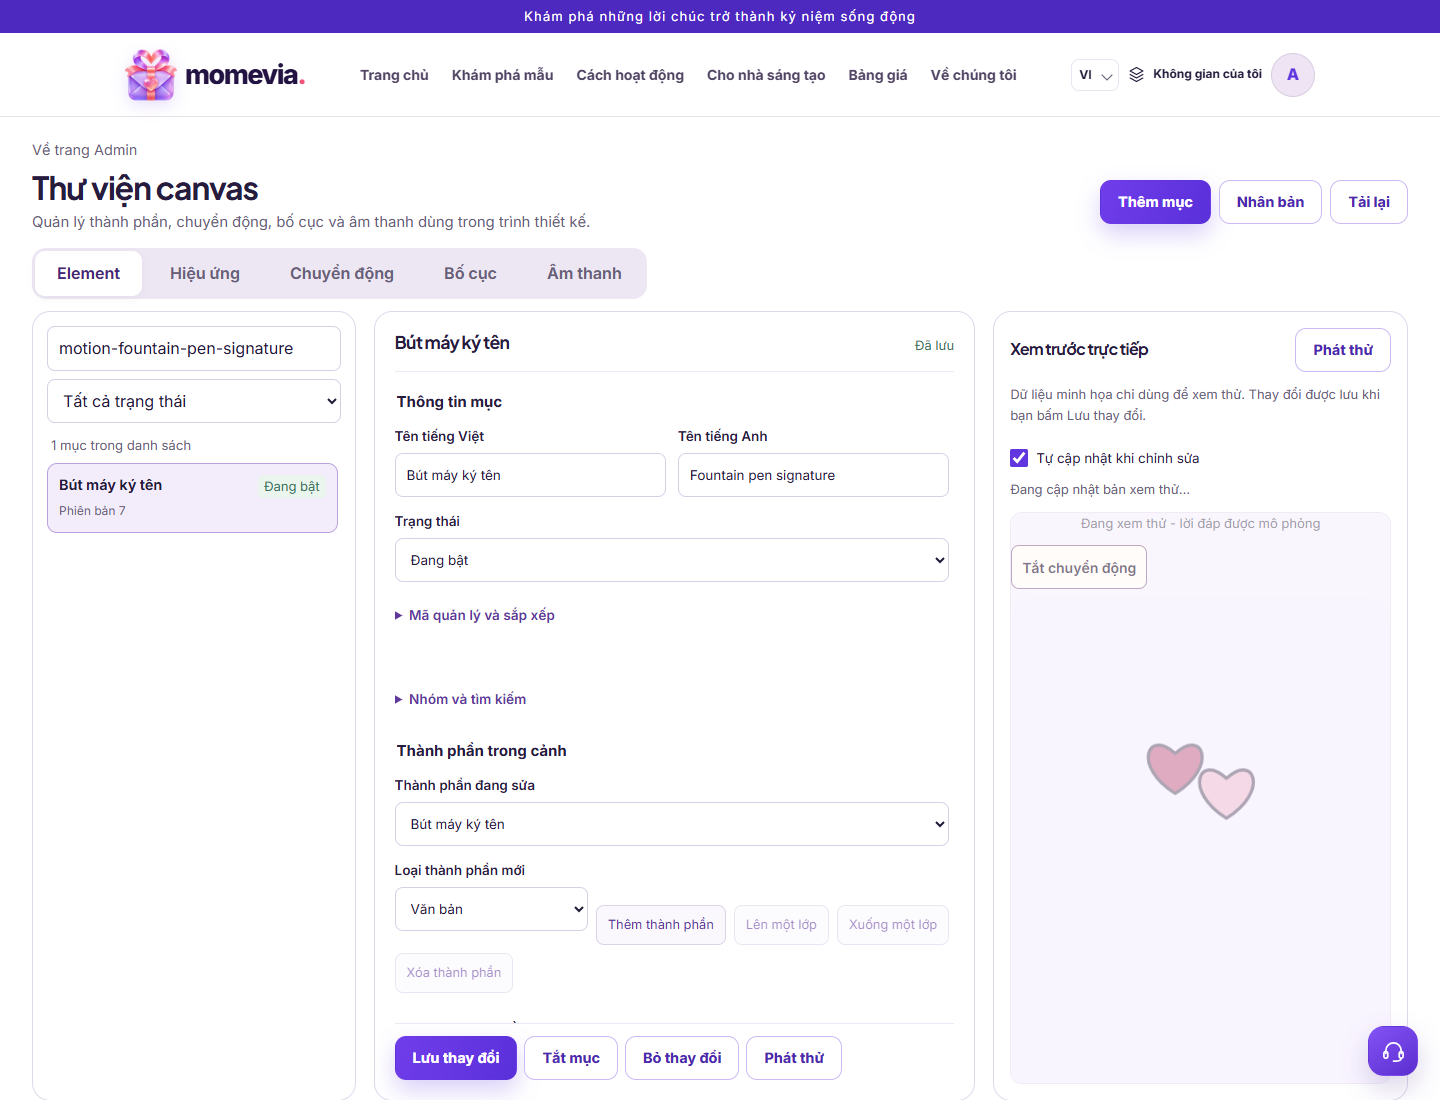 Khám phá những lời chúc trở thành kỷ niệm sống động
momevia.
Trang chủ
Khám phá mẫu
Cách hoạt động
Cho nhà sáng tạo
Bảng giá
Về chúng tôi
VI
Không gian của tôi
A
Về trang Admin
Thư viện canvas
Quản lý thành phần, chuyển động, bố cục và âm thanh dùng trong trình thiết kế.
Thêm mục
Nhân bản
Tải lại
Element
Hiệu ứng
Chuyển động
Bố cục
Âm thanh
motion-fountain-pen-signature
Tất cả trạng thái
1 mục trong danh sách
Bút máy ký tên
Đang bật
Phiên bản 7
Bút máy ký tên
Đã lưu
Thông tin mục
Tên tiếng Việt
Tên tiếng Anh
Bút máy ký tên
Fountain pen signature
Trạng thái
Đang bật
Mã quản lý và sắp xếp
Nhóm và tìm kiếm
Thành phần trong cảnh
Thành phần đang sửa
Bút máy ký tên
Loại thành phần mới
Văn bản
Thêm thành phần
Lên một lớp
Xuống một lớp
Xóa thành phần
Lưu thay đổi
Tắt mục
Bỏ thay đổi
Phát thử
Xem trước trực tiếp
Phát thử
Dữ liệu minh họa chỉ dùng để xem thử. Thay đổi được lưu khi
bạn bấm Lưu thay đổi.
Tự cập nhật khi chỉnh sửa
Đang cập nhật bản xem thử...
Đang xem thử - lời đáp được mô phỏng
Tắt chuyển động